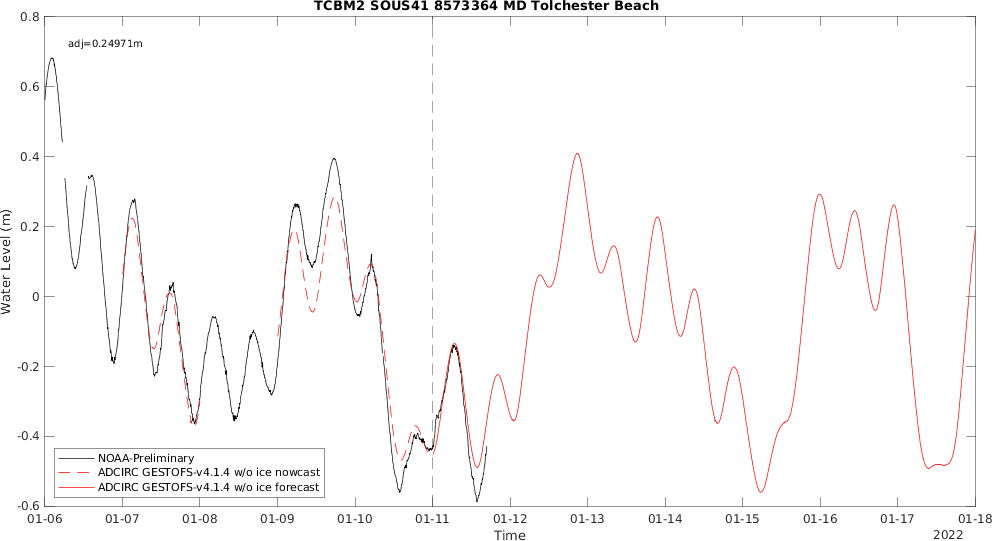 TCBM2 SOUS41 8573364 MD Tolchester Beach
adj=0.24971m
0.8
0.6
0.4
0.2
0
-0.2
-0.4
-0.6
Water Level (m)
NOAA-Preliminary
ADCIRC GESTOFS-v4.1.4 w/o ice nowcast
ADCIRC GESTOFS-v4.1.4 w/o ice forecast
01-06 01-07 01-08 01-09 01-10 01-11 01-12 01-13 01-14 01-15 01-16 01-17 01-18
Time
2022